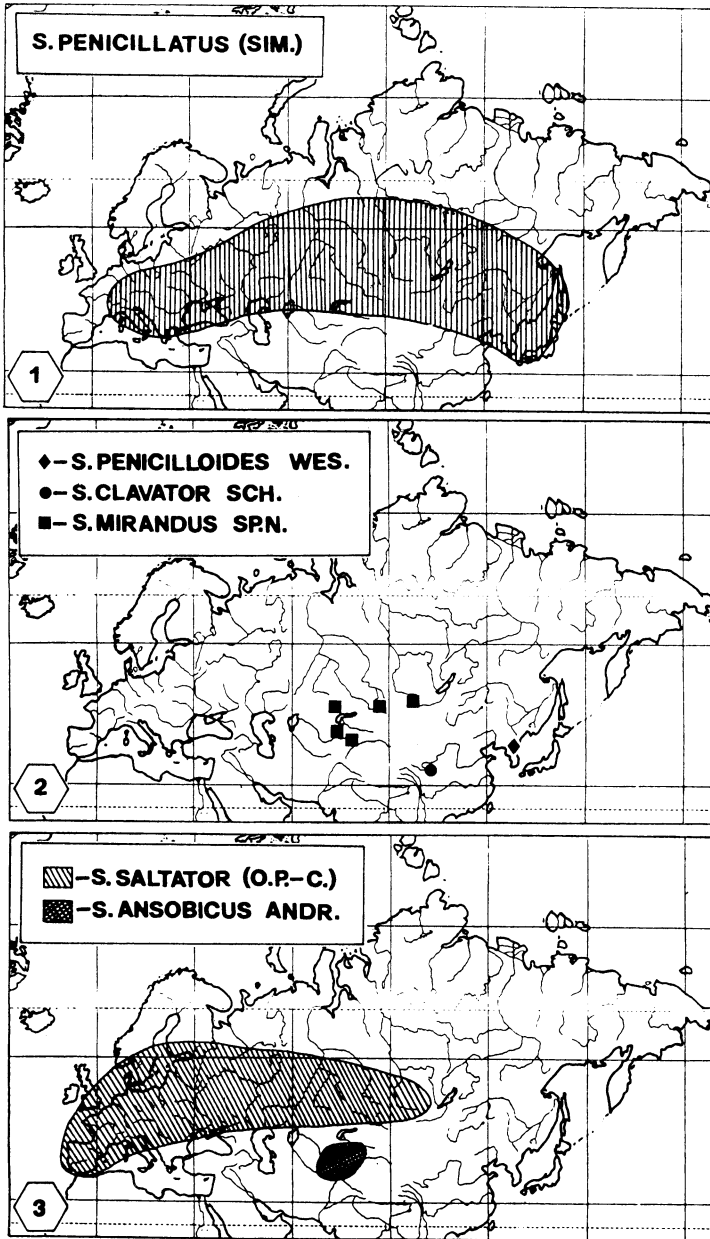 S. PENICILLATUS (SIM.)
1
♦–S. PENICILLOIDES WES.
●–S. CLAVATOR SCH.
■–S. MIRANDUS SP.N.
2
–S. SALTATOR (O.P.–C.)
–S. ANSOBICUS ANDR.
3